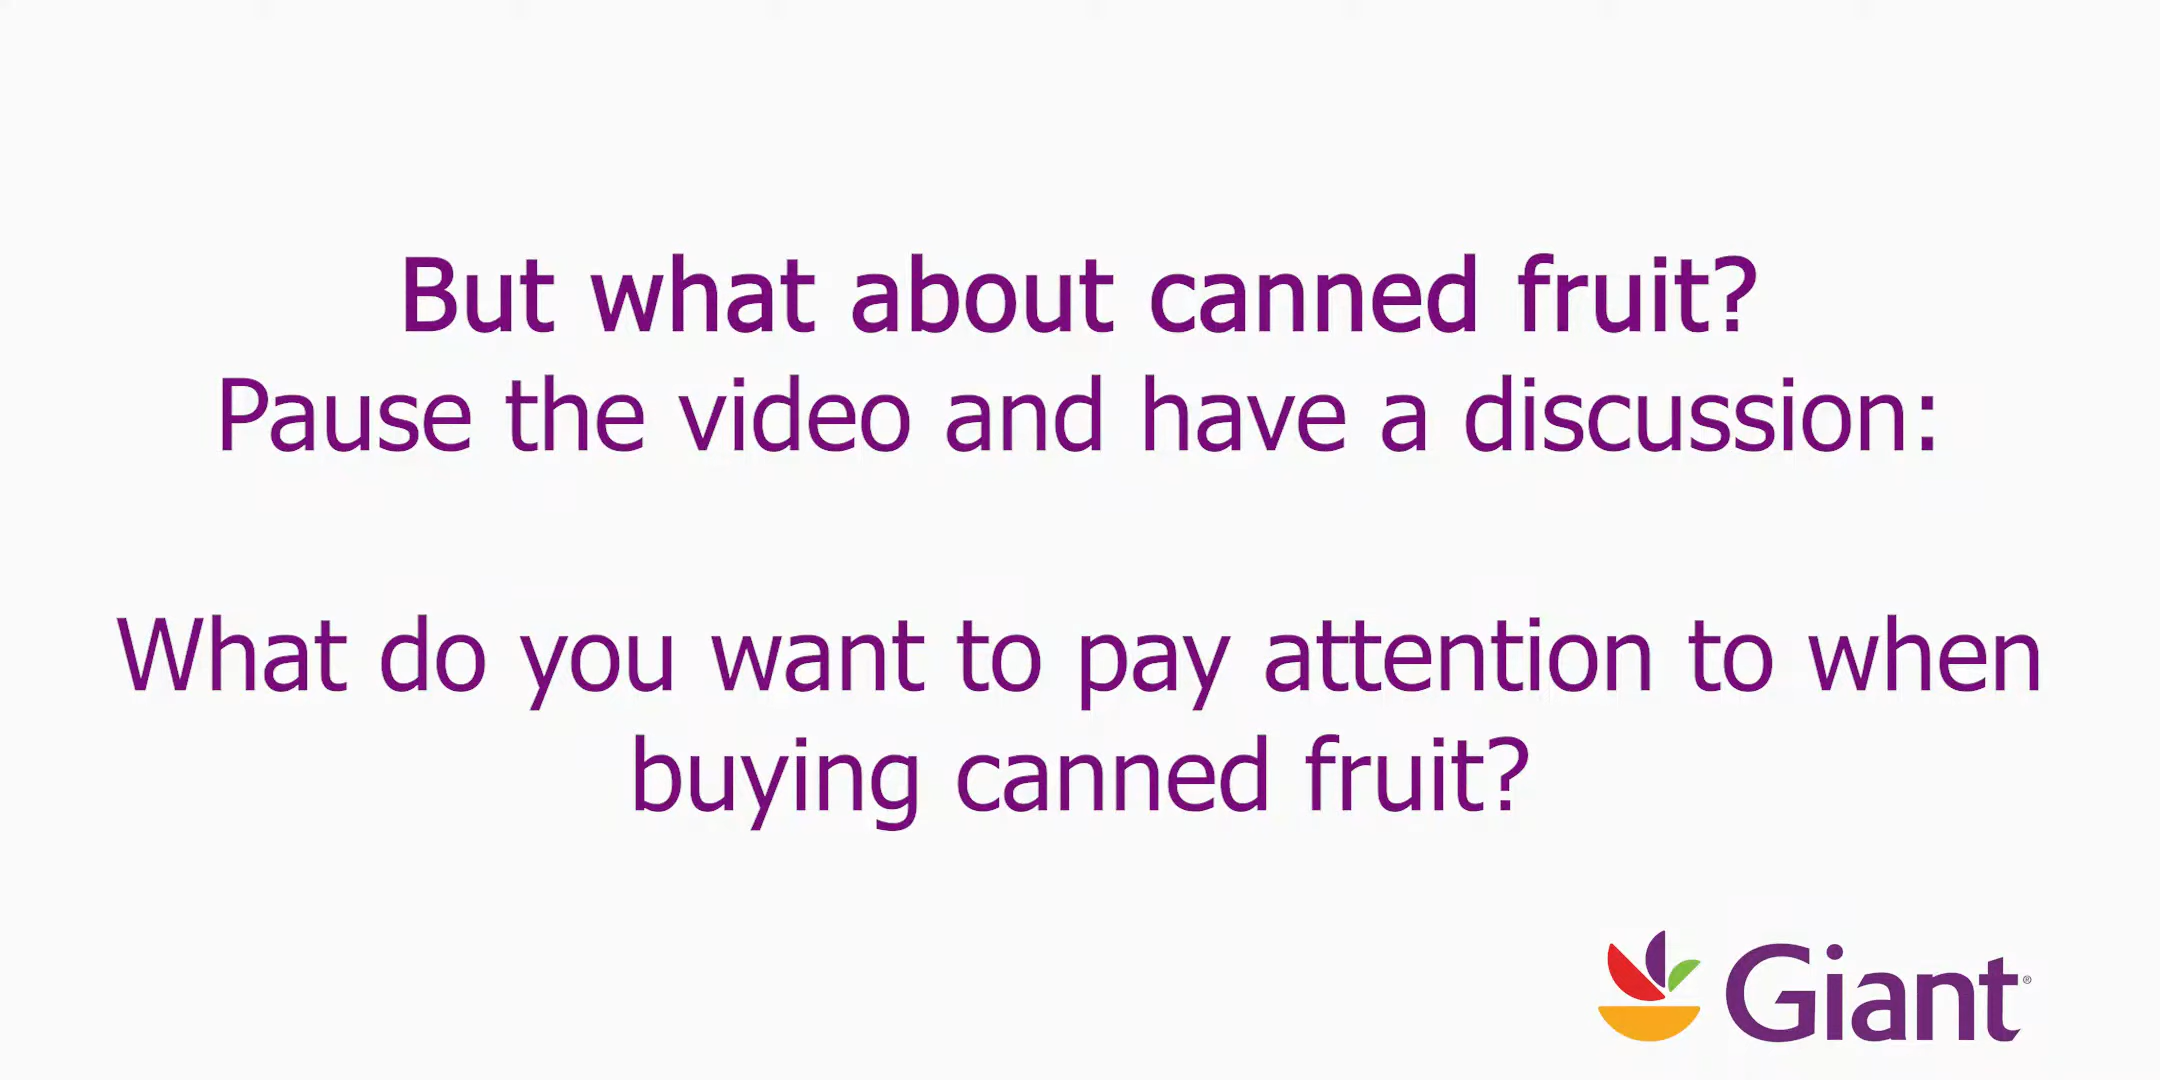 But what about canned fruit?
Pause the video and have a discussion:
What do you want to pay attention to when
buying canned fruit?
Giant®